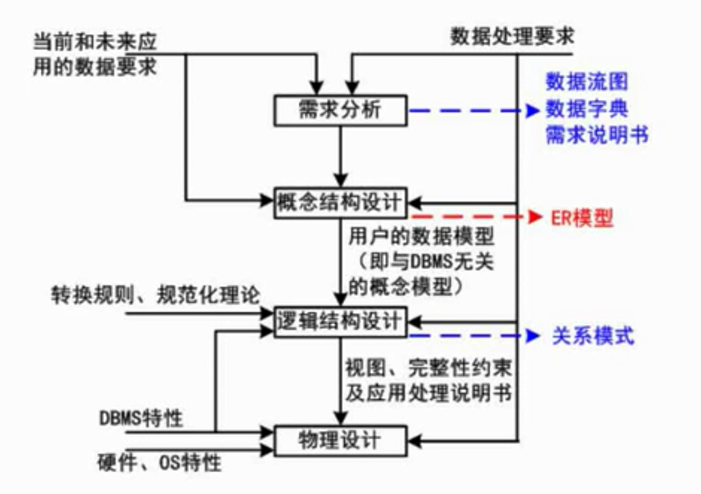 当前和未来应
用的数据要求
数据处理要求
需求分析
数据流图
数据字典
需求说明书
概念结构设计
ER模型
用户的数据模型
（即与DBMS无关
的概念模型）
转换规则、规范化理论
逻辑结构设计
关系模式
视图、完整性约束
及应用处理说明书
DBMS特性
物理设计
硬件、OS特性